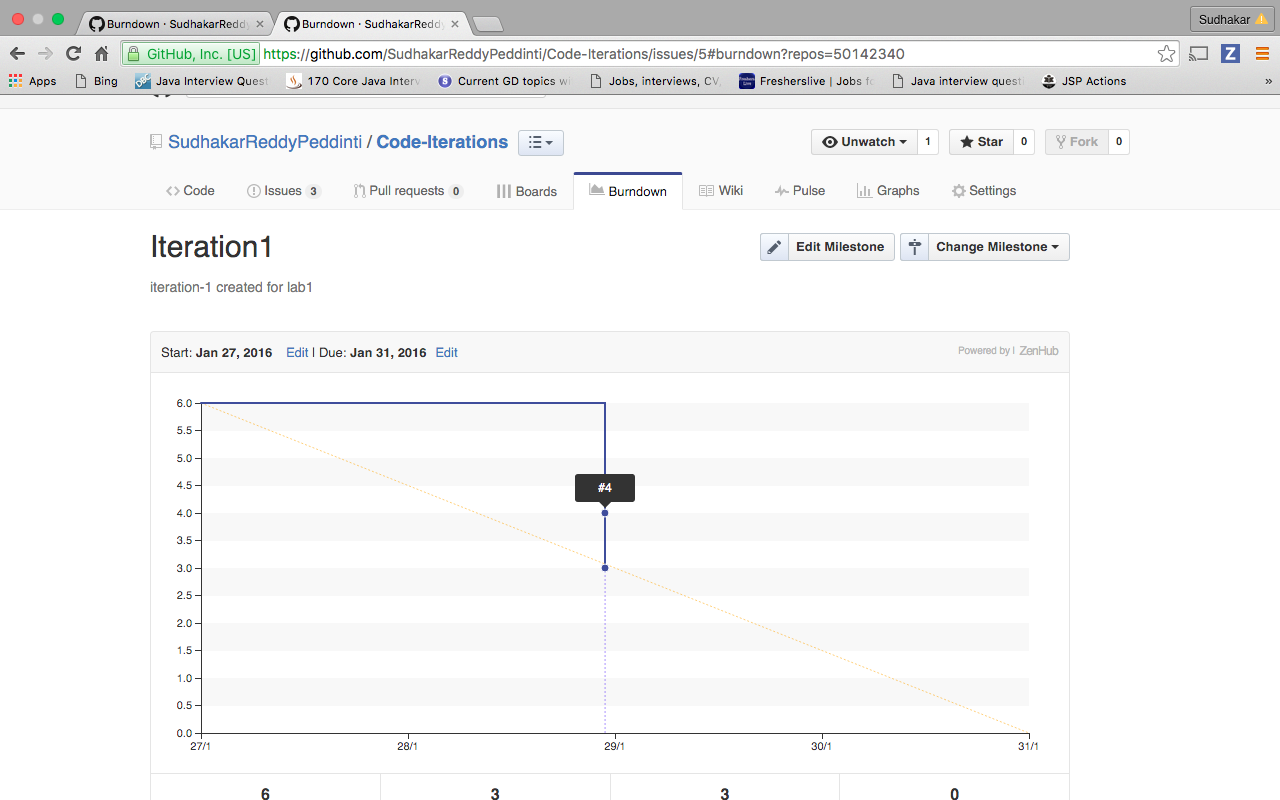 Burndown · SudhakarReddy
Burndown · SudhakarReddy
Sudhakar
GitHub, Inc. [US] https://github.com/SudhakarReddyPeddinti/Code-Iterations/issues/5#burndown?repos=50142340
Z
Apps Bing Java Interview Quest 170 Core Java Interv Current GD topics w Jobs, interviews, CV, Fresherslive | Jobs fo Java interview questi JSP Actions »
SudhakarReddyPeddinti / Code-Iterations
Unwatch 1 Star 0 Fork 0
Code Issues 3 Pull requests 0 Boards Burndown Wiki Pulse Graphs Settings
Iteration1
Edit Milestone Change Milestone
iteration-1 created for lab1
Start: Jan 27, 2016 Edit | Due: Jan 31, 2016 Edit
Powered by | ZenHub
6.0
5.5
5.0
4.5
#4
4.0
3.5
3.0
2.5
2.0
1.5
1.0
0.5
0.0
27/1 28/1 29/1 30/1 31/1
6 3 3 0